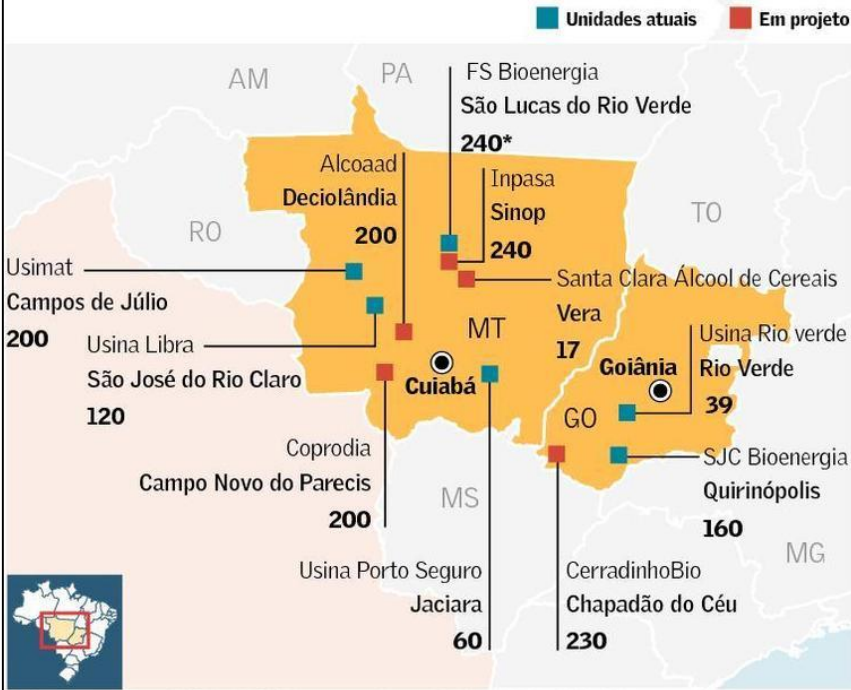 Unidades atuais
Em projeto
AM
PA
FS Bioenergia
São Lucas do Rio Verde
240*
Alcoaad
Deciolândia
200
Inpasa
Sinop
240
RO
TO
Usimat
Campos de Júlio
200
Santa Clara Álcool de Cereais
Vera
17
Usina Libra
São José do Rio Claro
120
MT
Cuiabá
Usina Rio verde
Rio Verde
39
Goiânia
GO
Coprodia
Campo Novo do Parecis
200
MS
SJC Bioenergia
Quirinópolis
160
MG
Usina Porto Seguro
Jaciara
60
CerradinhoBio
Chapadão do Céu
230